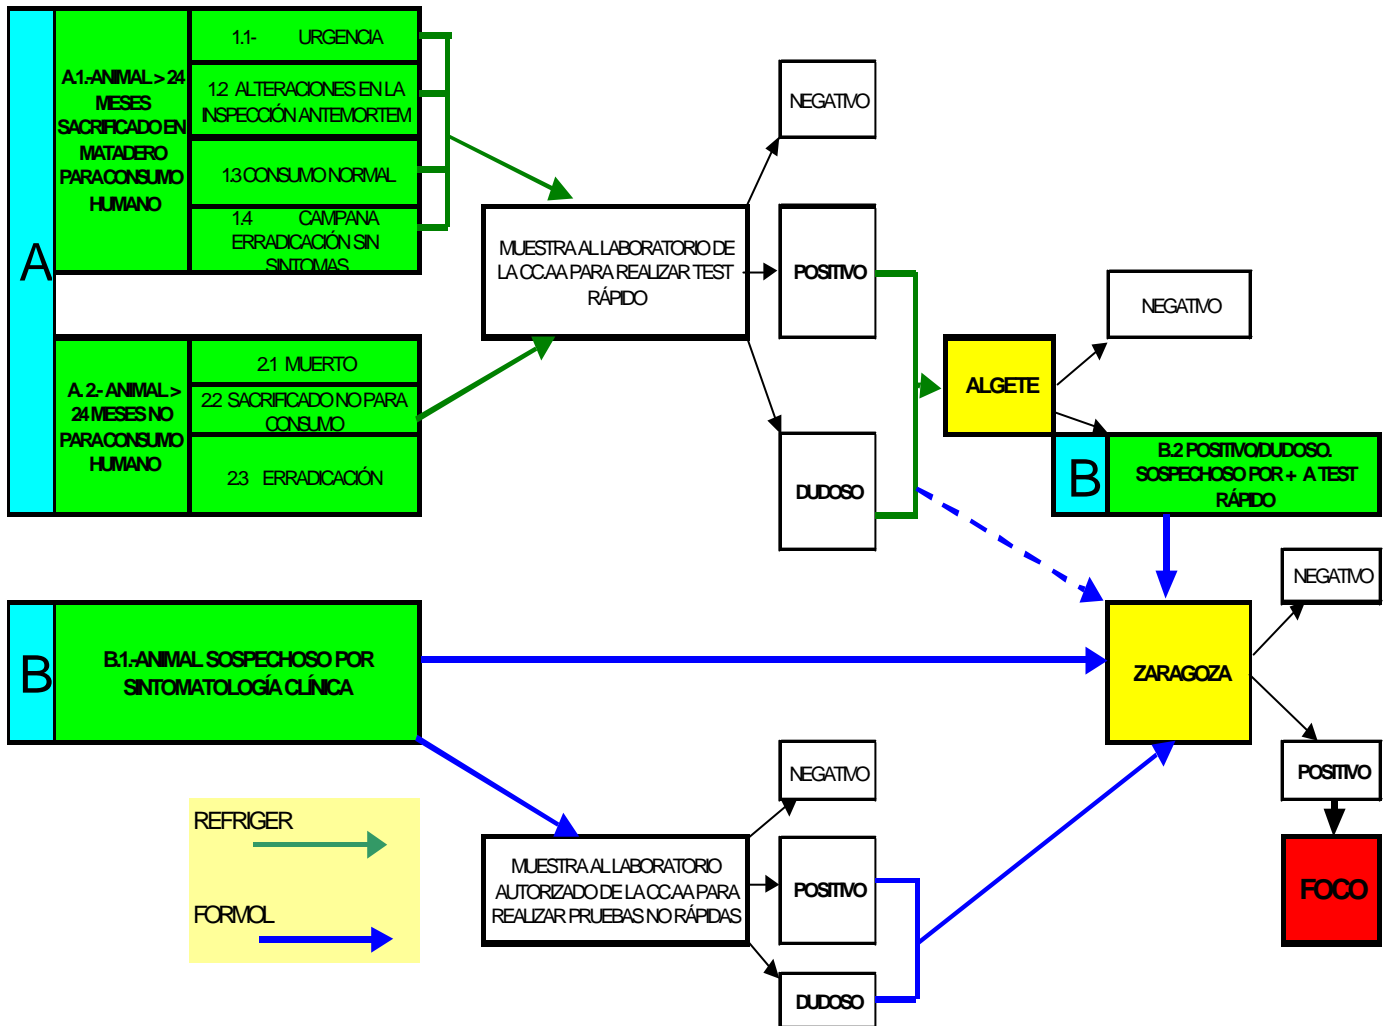 A
A.1.-ANIMAL > 24
MESES
SACRIFICADO EN
MATADERO
PARA CONSUMO
HUMANO
1.1- URGENCIA
1.2 ALTERACIONES EN LA
INSPECCIÓN ANTEMORTEM
1.3 CONSUMO NORMAL
1.4 CAMPANA
ERRADICACIÓN SIN
SINTOMAS
A. 2.- ANIMAL >
24 MESES NO
PARA CONSUMO
HUMANO
2.1 MUERTO
2.2 SACRIFICADO NO PARA
CONSUMO
2.3 ERRADICACIÓN
MUESTRA AL LABORATORIO DE
LA CC.AA PARA REALIZAR TEST
RÁPIDO
NEGATIVO
POSITIVO
DUDOSO
ALGETE
NEGATIVO
B
B.2 POSITIVO/DUDOSO.
SOSPECHOSO POR + A TEST
RÁPIDO
B
B.1.-ANIMAL SOSPECHOSO POR
SINTOMATOLOGÍA CLÍNICA
ZARAGOZA
NEGATIVO
POSITIVO
FOCO
REFRIGER
FORMOL
MUESTRA AL LABORATORIO
AUTORIZADO DE LA CC.AA PARA
REALIZAR PRUEBAS NO RÁPIDAS
NEGATIVO
POSITIVO
DUDOSO